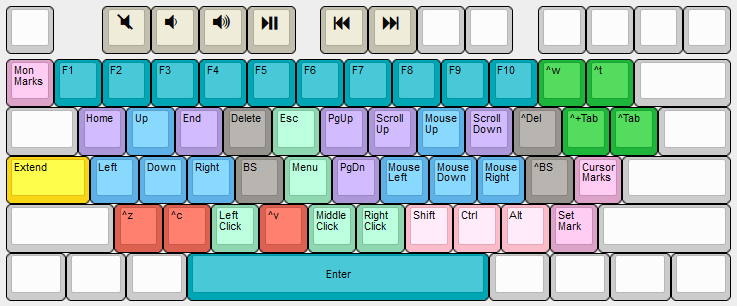 Mon Marks F1 F2 F3 F4 F5 F6 F7 F8 F9 F10 ^w ^t
Home Up End Delete Esc PgUp Scroll Up Mouse Up Scroll Down ^Del ^+Tab ^Tab
Extend Left Down Right BS Menu PgDn Mouse Left Mouse Down Mouse Right ^BS Cursor Marks
^z ^c Left Click ^v Middle Click Right Click Shift Ctrl Alt Set Mark
Enter